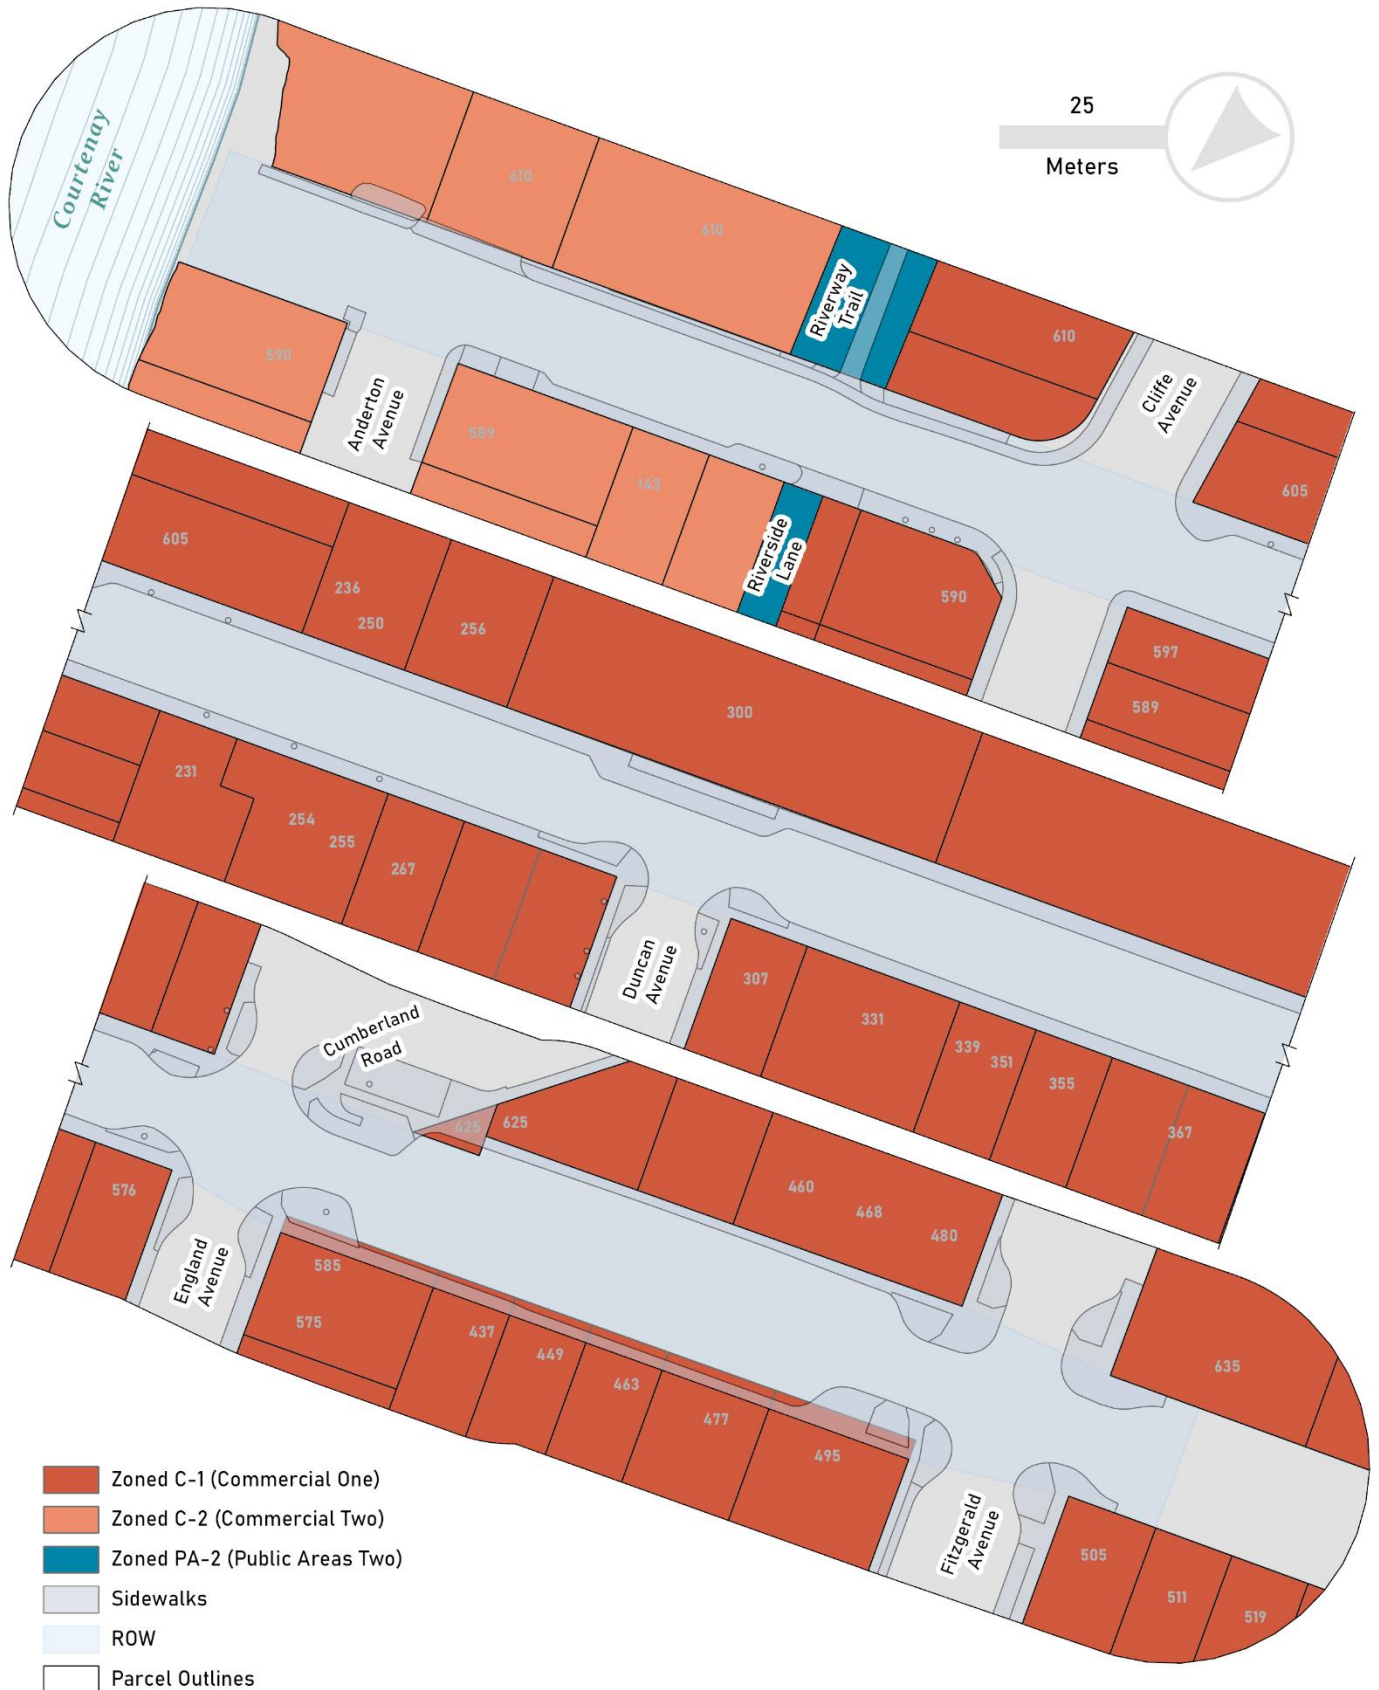 Courtenay
River
25
Meters
610
610
Riverway
Trail
610
Cliffe
Avenue
605
590
Anderton
Avenue
589
143
Riverside
Lane
590
597
589
605
236
250
256
300
231
254
255
267
Duncan
Avenue
307
331
339
351
355
367
Cumberland
Road
425
625
460
468
480
635
576
England
Avenue
585
575
437
449
463
477
495
Fitzgerald
Avenue
505
511
519
Zoned C-1 (Commercial One)
Zoned C-2 (Commercial Two)
Zoned PA-2 (Public Areas Two)
Sidewalks
ROW
Parcel Outlines